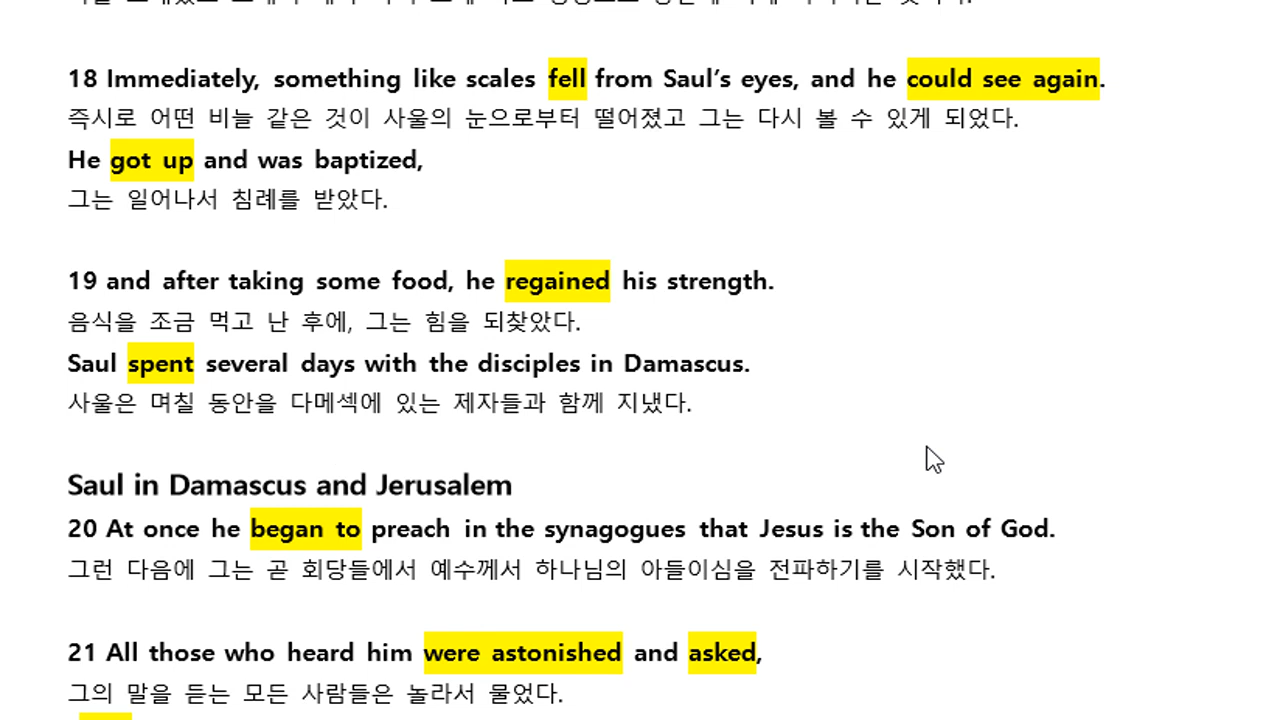 18 Immediately, something like scales fell from Saul’s eyes, and he could see again.
즉시로 어떤 비늘 같은 것이 사울의 눈으로부터 떨어졌고 그는 다시 볼 수 있게 되었다.
He got up and was baptized,
그는 일어나서 침례를 받았다.
19 and after taking some food, he regained his strength.
음식을 조금 먹고 난 후에, 그는 힘을 되찾았다.
Saul spent several days with the disciples in Damascus.
사울은 며칠 동안을 다메섹에 있는 제자들과 함께 지냈다.
Saul in Damascus and Jerusalem
20 At once he began to preach in the synagogues that Jesus is the Son of God.
그런 다음에 그는 곧 회당들에서 예수께서 하나님의 아들이심을 전파하기를 시작했다.
21 All those who heard him were astonished and asked,
그의 말을 듣는 모든 사람들은 놀라서 물었다.